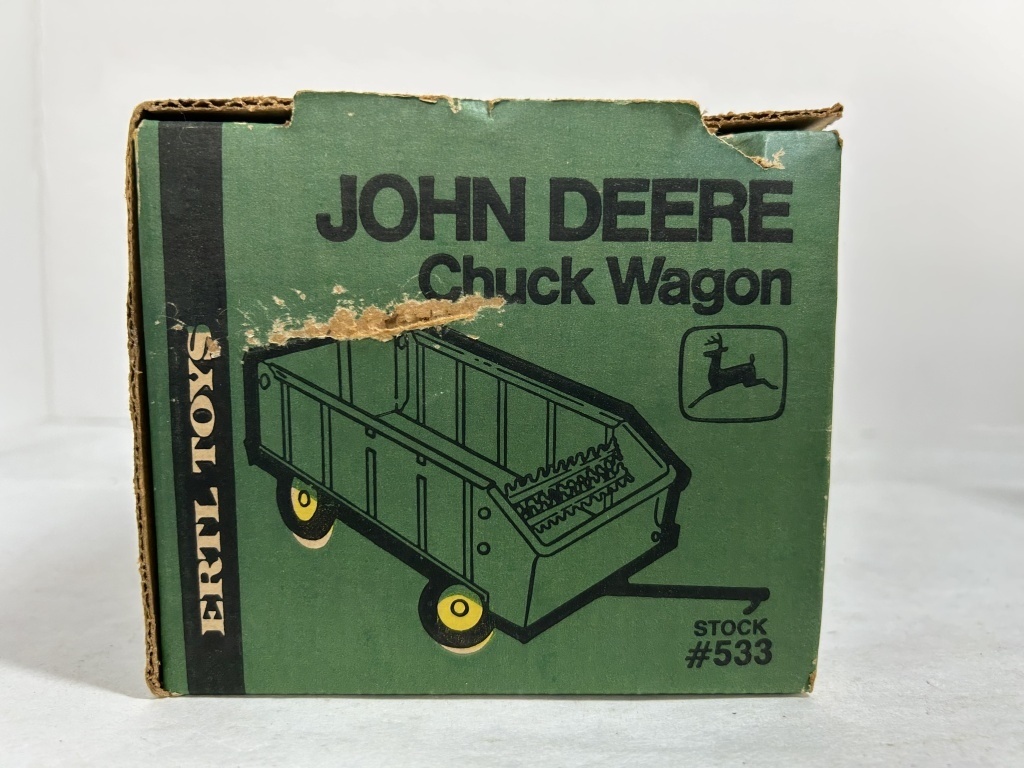 JOHN DEERE
Chuck Wagon
ERTL TOYS
STOCK
#533